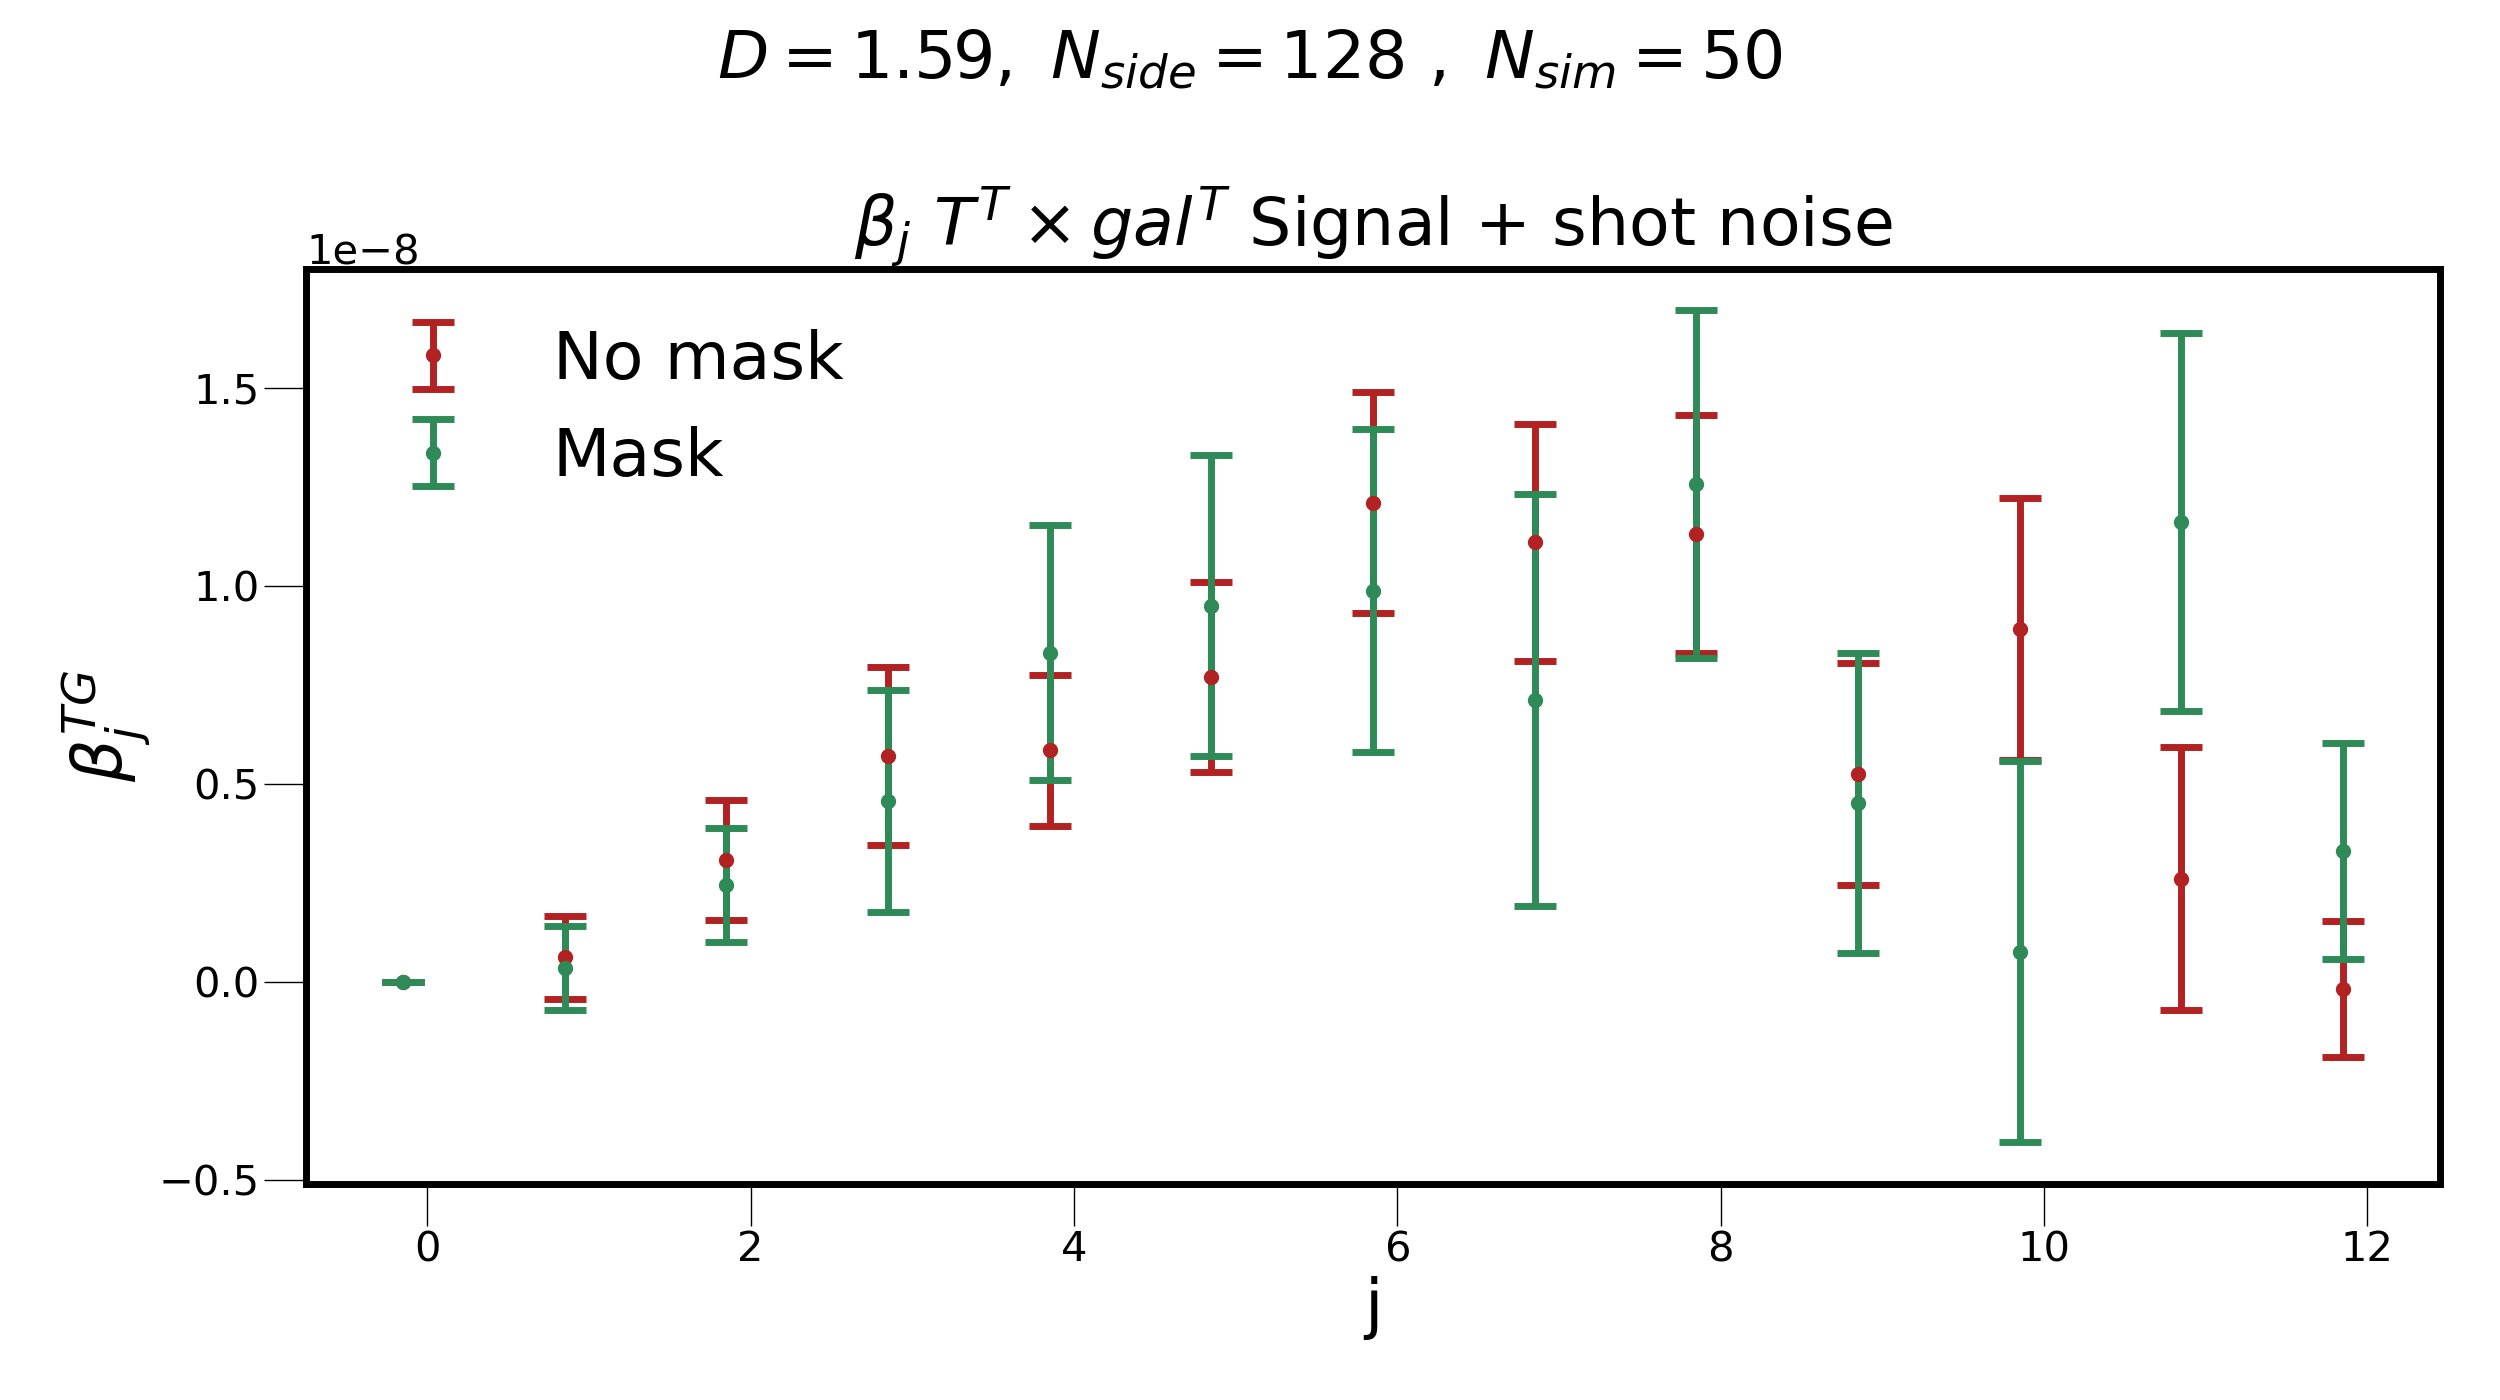 D = 1.59, N_side = 128 , N_sim = 50
β_j T^T × gal^T Signal + shot noise
1e−8
No mask
Mask
1.5
1.0
0.5
0.0
−0.5
β_j^TG
0 2 4 6 8 10 12
j